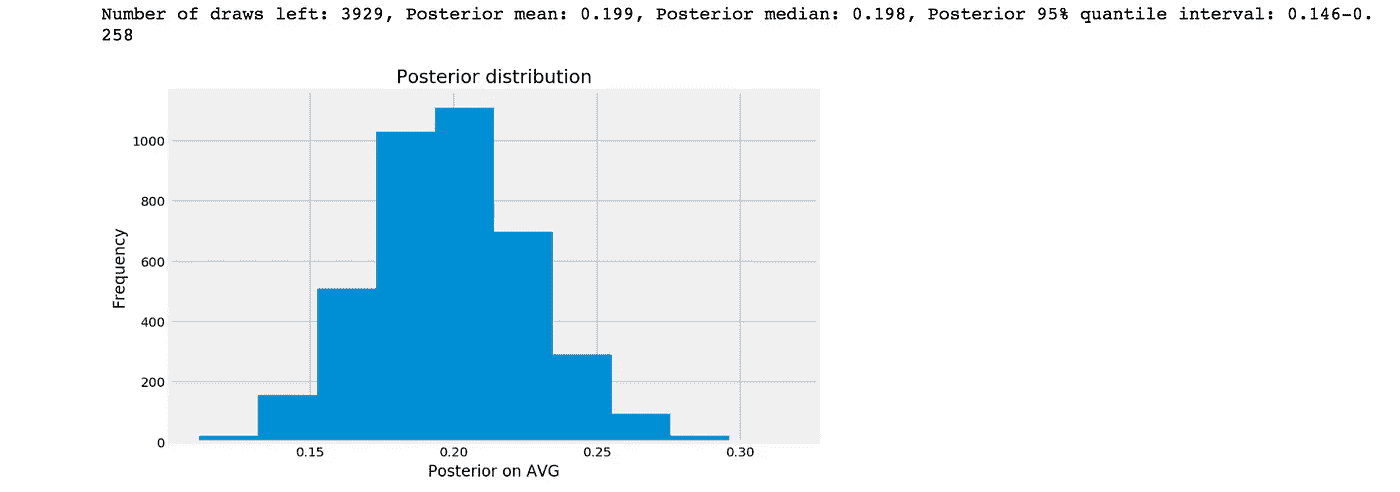 Number of draws left: 3929, Posterior mean: 0.199, Posterior median: 0.198, Posterior 95% quantile interval: 0.146-0.
258
Posterior distribution
1000
800
600
400
200
0
Frequency
0.15 0.20 0.25 0.30
Posterior on AVG